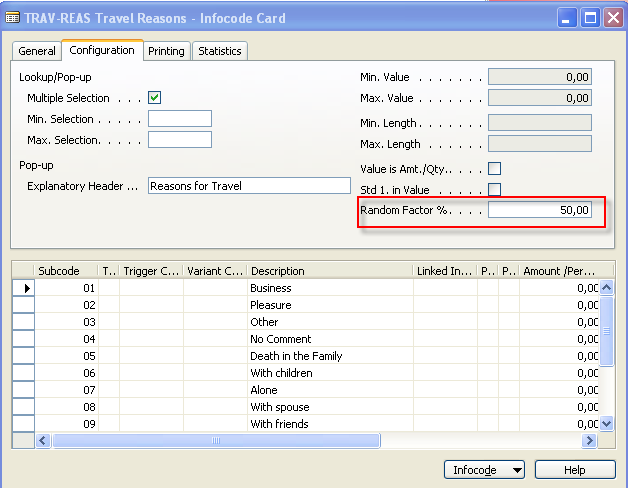 TRAV-REAS Travel Reasons - Infocode Card
General Configuration Printing Statistics
Lookup/Pop-up
Multiple Selection . . .
Min. Selection . . . . .
Max. Selection . . . . .
Pop-up
Explanatory Header ... Reasons for Travel
Min. Value . . . . . . . 0,00
Max. Value . . . . . . . 0,00
Min. Length . . . . . .
Max. Length . . . . . .
Value is Amt./Qty.. . . .
Std 1. in Value . . . . .
Random Factor % . . . . 50,00
Subcode T.. Trigger C... Variant C... Description Linked In... P.. P.. Amount /Per...
01 Business 0,00
02 Pleasure 0,00
03 Other 0,00
04 No Comment 0,00
05 Death in the Family 0,00
06 With children 0,00
07 Alone 0,00
08 With spouse 0,00
09 With friends 0,00
Infocode Help